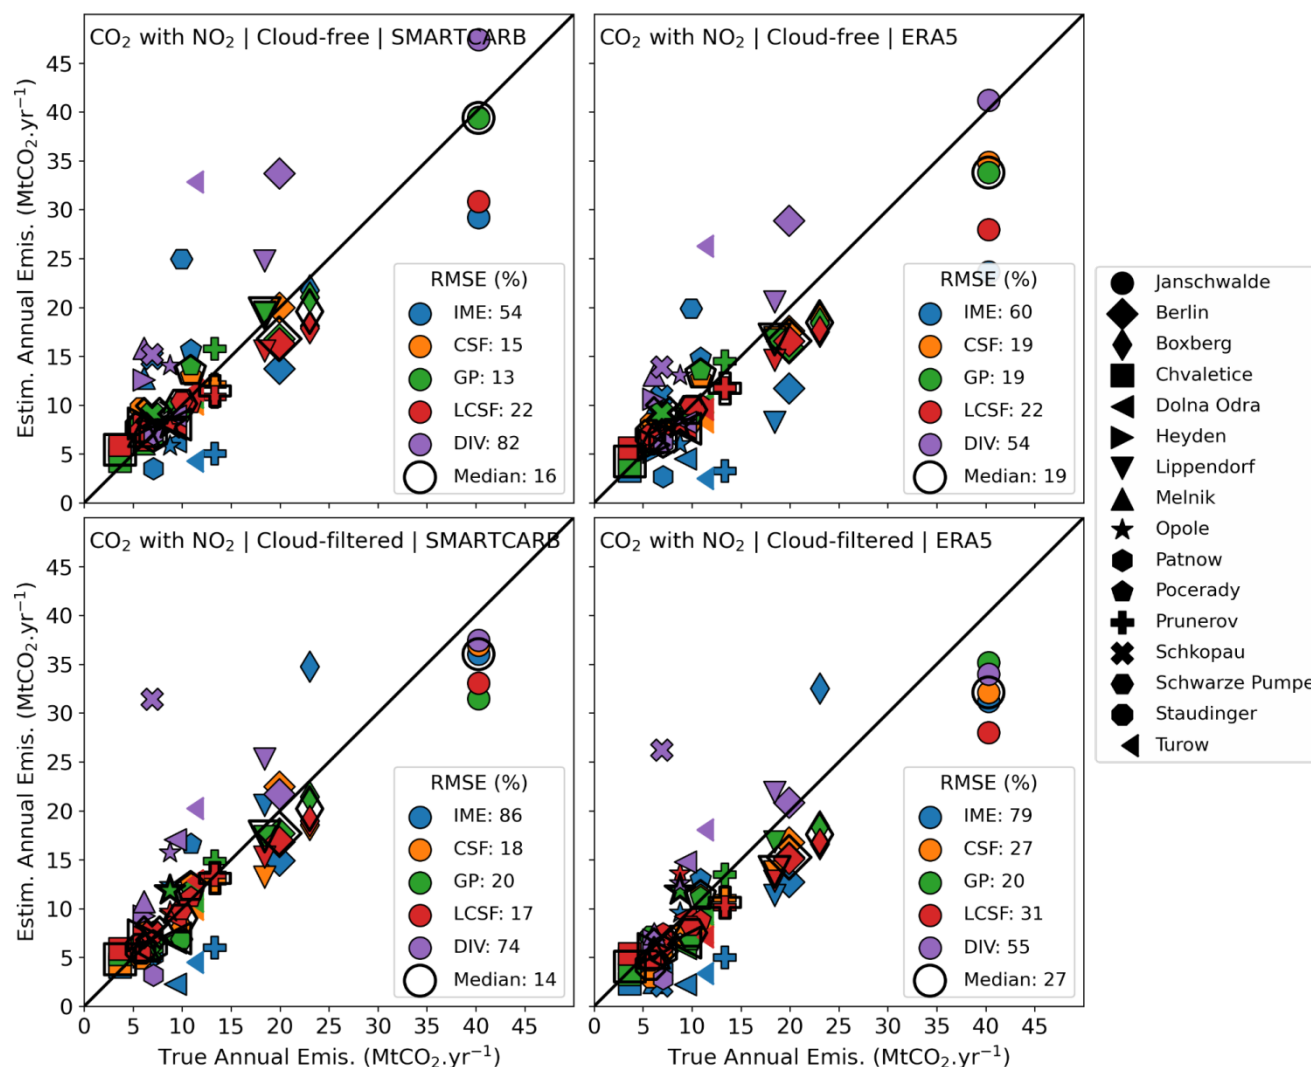 CO₂ with NO₂ | Cloud-free | SMARTCARB
45
40
35
30
25
20
15
10
5
0
Estim. Annual Emis. (MtCO₂.yr⁻¹)
RMSE (%)
IME: 54
CSF: 15
GP: 13
LCSF: 22
DIV: 82
Median: 16
CO₂ with NO₂ | Cloud-free | ERA5
RMSE (%)
IME: 60
CSF: 19
GP: 19
LCSF: 22
DIV: 54
Median: 19
CO₂ with NO₂ | Cloud-filtered | SMARTCARB
45
40
35
30
25
20
15
10
5
0
Estim. Annual Emis. (MtCO₂.yr⁻¹)
RMSE (%)
IME: 86
CSF: 18
GP: 20
LCSF: 17
DIV: 74
Median: 14
0 5 10 15 20 25 30 35 40 45
True Annual Emis. (MtCO₂.yr⁻¹)
CO₂ with NO₂ | Cloud-filtered | ERA5
RMSE (%)
IME: 79
CSF: 27
GP: 20
LCSF: 31
DIV: 55
Median: 27
0 5 10 15 20 25 30 35 40 45
True Annual Emis. (MtCO₂.yr⁻¹)
Janschwalde
Berlin
Boxberg
Chvaletice
Dolna Odra
Heyden
Lippendorf
Melnik
Opole
Patnow
Pocerady
Prunerov
Schkopau
Schwarze Pumpe
Staudinger
Turow